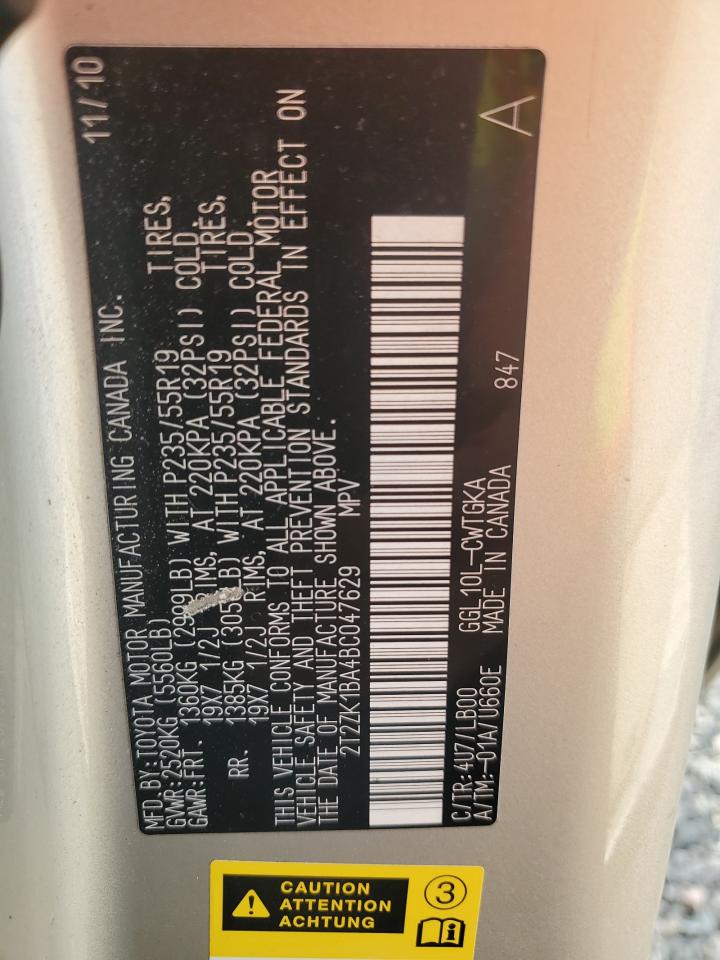 MFD. BY: TOYOTA MOTOR MANUFACTURING CANADA INC. 11/10
GVWR: 2520KG (5560LB)
GAWR: FRT. 1360KG (2999LB) WITH P235/55R19 TIRES,
19X7 1/2J RIMS, AT 220KPA (32PSI) COLD.
RR. 1385KG (3053LB) WITH P235/55R19 TIRES,
19X7 1/2J RIMS, AT 220KPA (32PSI) COLD.
THIS VEHICLE CONFORMS TO ALL APPLICABLE FEDERAL MOTOR
VEHICLE SAFETY AND THEFT PREVENTION STANDARDS IN EFFECT ON
THE DATE OF MANUFACTURE SHOWN ABOVE.
2T2ZK1BA4BC047629 MPV
C/TR: 4U7/LB00 GGL10L-CWTGKA 847 A
A/TM: -01A/U660E MADE IN CANADA
CAUTION
ATTENTION
ACHTUNG
3